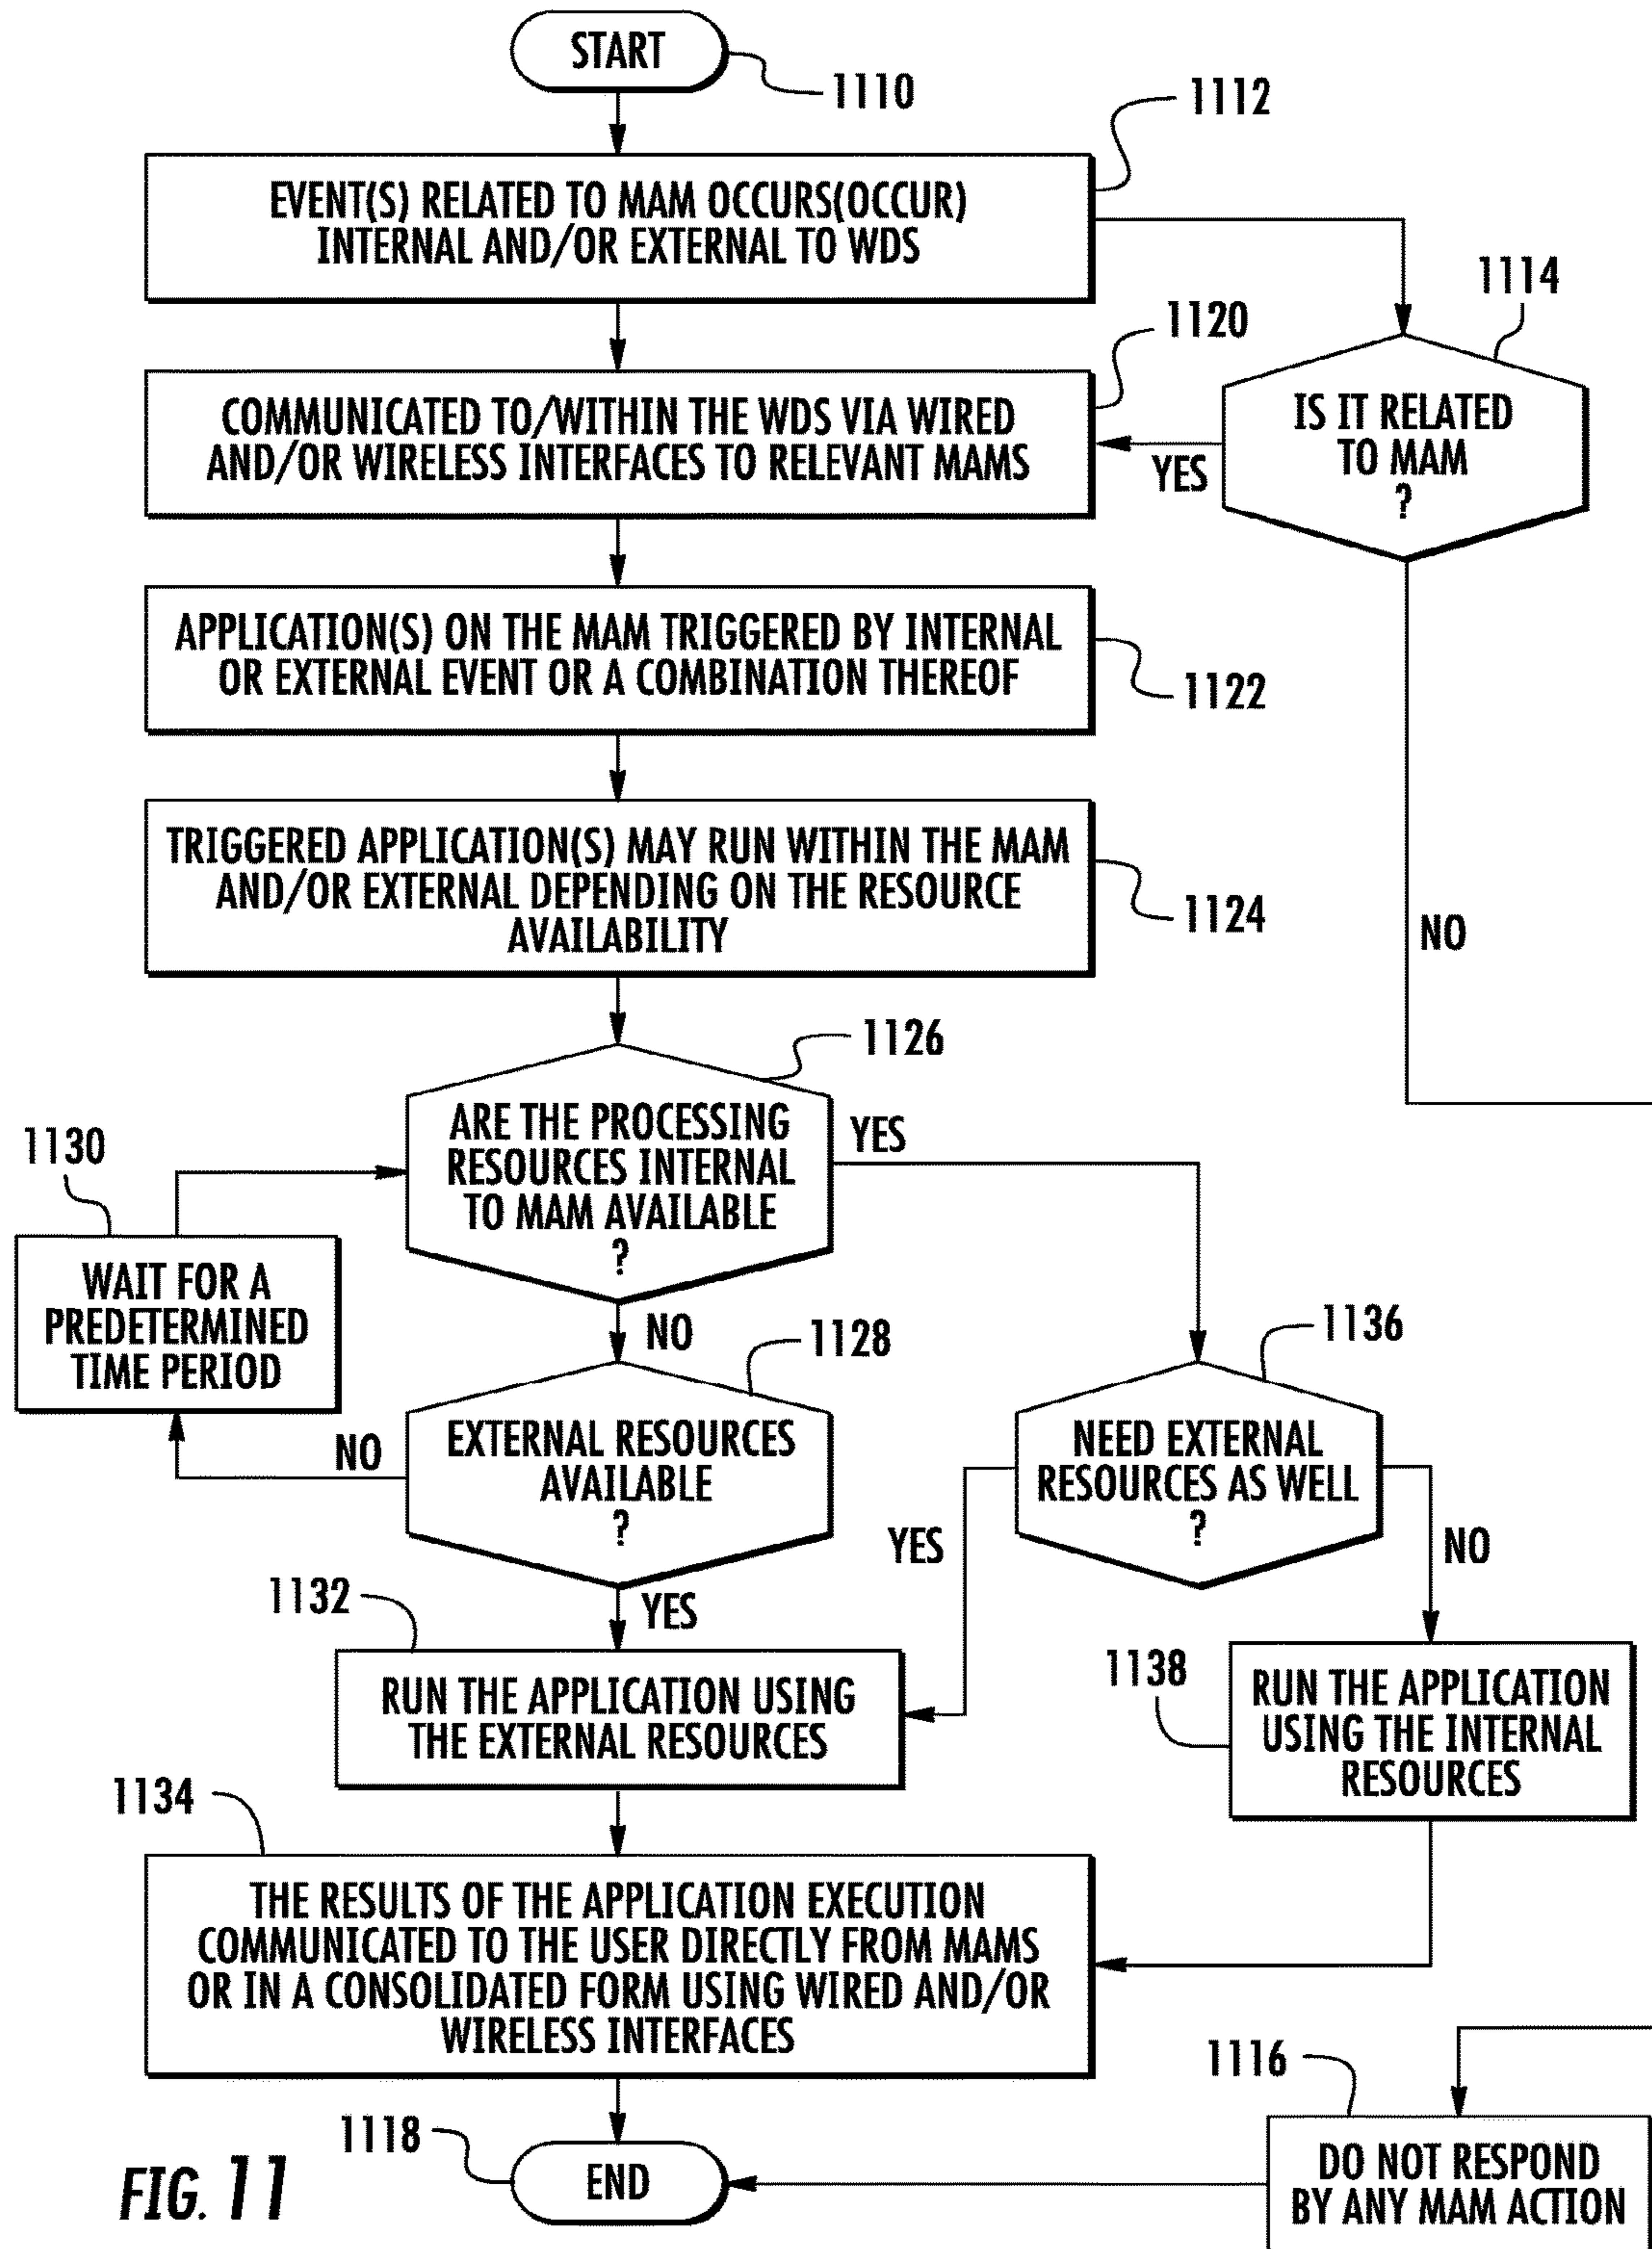 START
1110
1112
EVENT(S) RELATED TO MAM OCCURS(OCCUR)
INTERNAL AND/OR EXTERNAL TO WDS
1114
IS IT RELATED
TO MAM
?
YES
NO
1120
COMMUNICATED TO/WITHIN THE WDS VIA WIRED
AND/OR WIRELESS INTERFACES TO RELEVANT MAMS
APPLICATION(S) ON THE MAM TRIGGERED BY INTERNAL
OR EXTERNAL EVENT OR A COMBINATION THEREOF
1122
TRIGGERED APPLICATION(S) MAY RUN WITHIN THE MAM
AND/OR EXTERNAL DEPENDING ON THE RESOURCE
AVAILABILITY
1124
1126
ARE THE PROCESSING
RESOURCES INTERNAL
TO MAM AVAILABLE
?
YES
NO
1130
WAIT FOR A
PREDETERMINED
TIME PERIOD
1128
EXTERNAL RESOURCES
AVAILABLE
?
NO
YES
1136
NEED EXTERNAL
RESOURCES AS WELL
?
YES
NO
1132
RUN THE APPLICATION USING
THE EXTERNAL RESOURCES
1138
RUN THE APPLICATION
USING THE INTERNAL
RESOURCES
1134
THE RESULTS OF THE APPLICATION EXECUTION
COMMUNICATED TO THE USER DIRECTLY FROM MAMS
OR IN A CONSOLIDATED FORM USING WIRED AND/OR
WIRELESS INTERFACES
1116
DO NOT RESPOND
BY ANY MAM ACTION
1118
END
FIG. 11